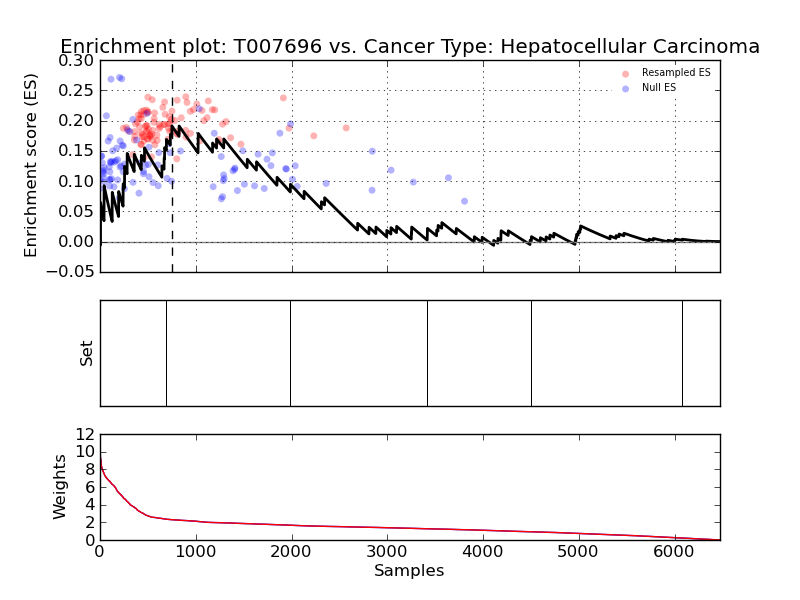 Enrichment plot: T007696 vs. Cancer Type: Hepatocellular Carcinoma
Enrichment score (ES)
0.30
0.25
0.20
0.15
0.10
0.05
0.00
−0.05
Resampled ES
Null ES
Set
Weights
12
10
8
6
4
2
0
0 1000 2000 3000 4000 5000 6000
Samples